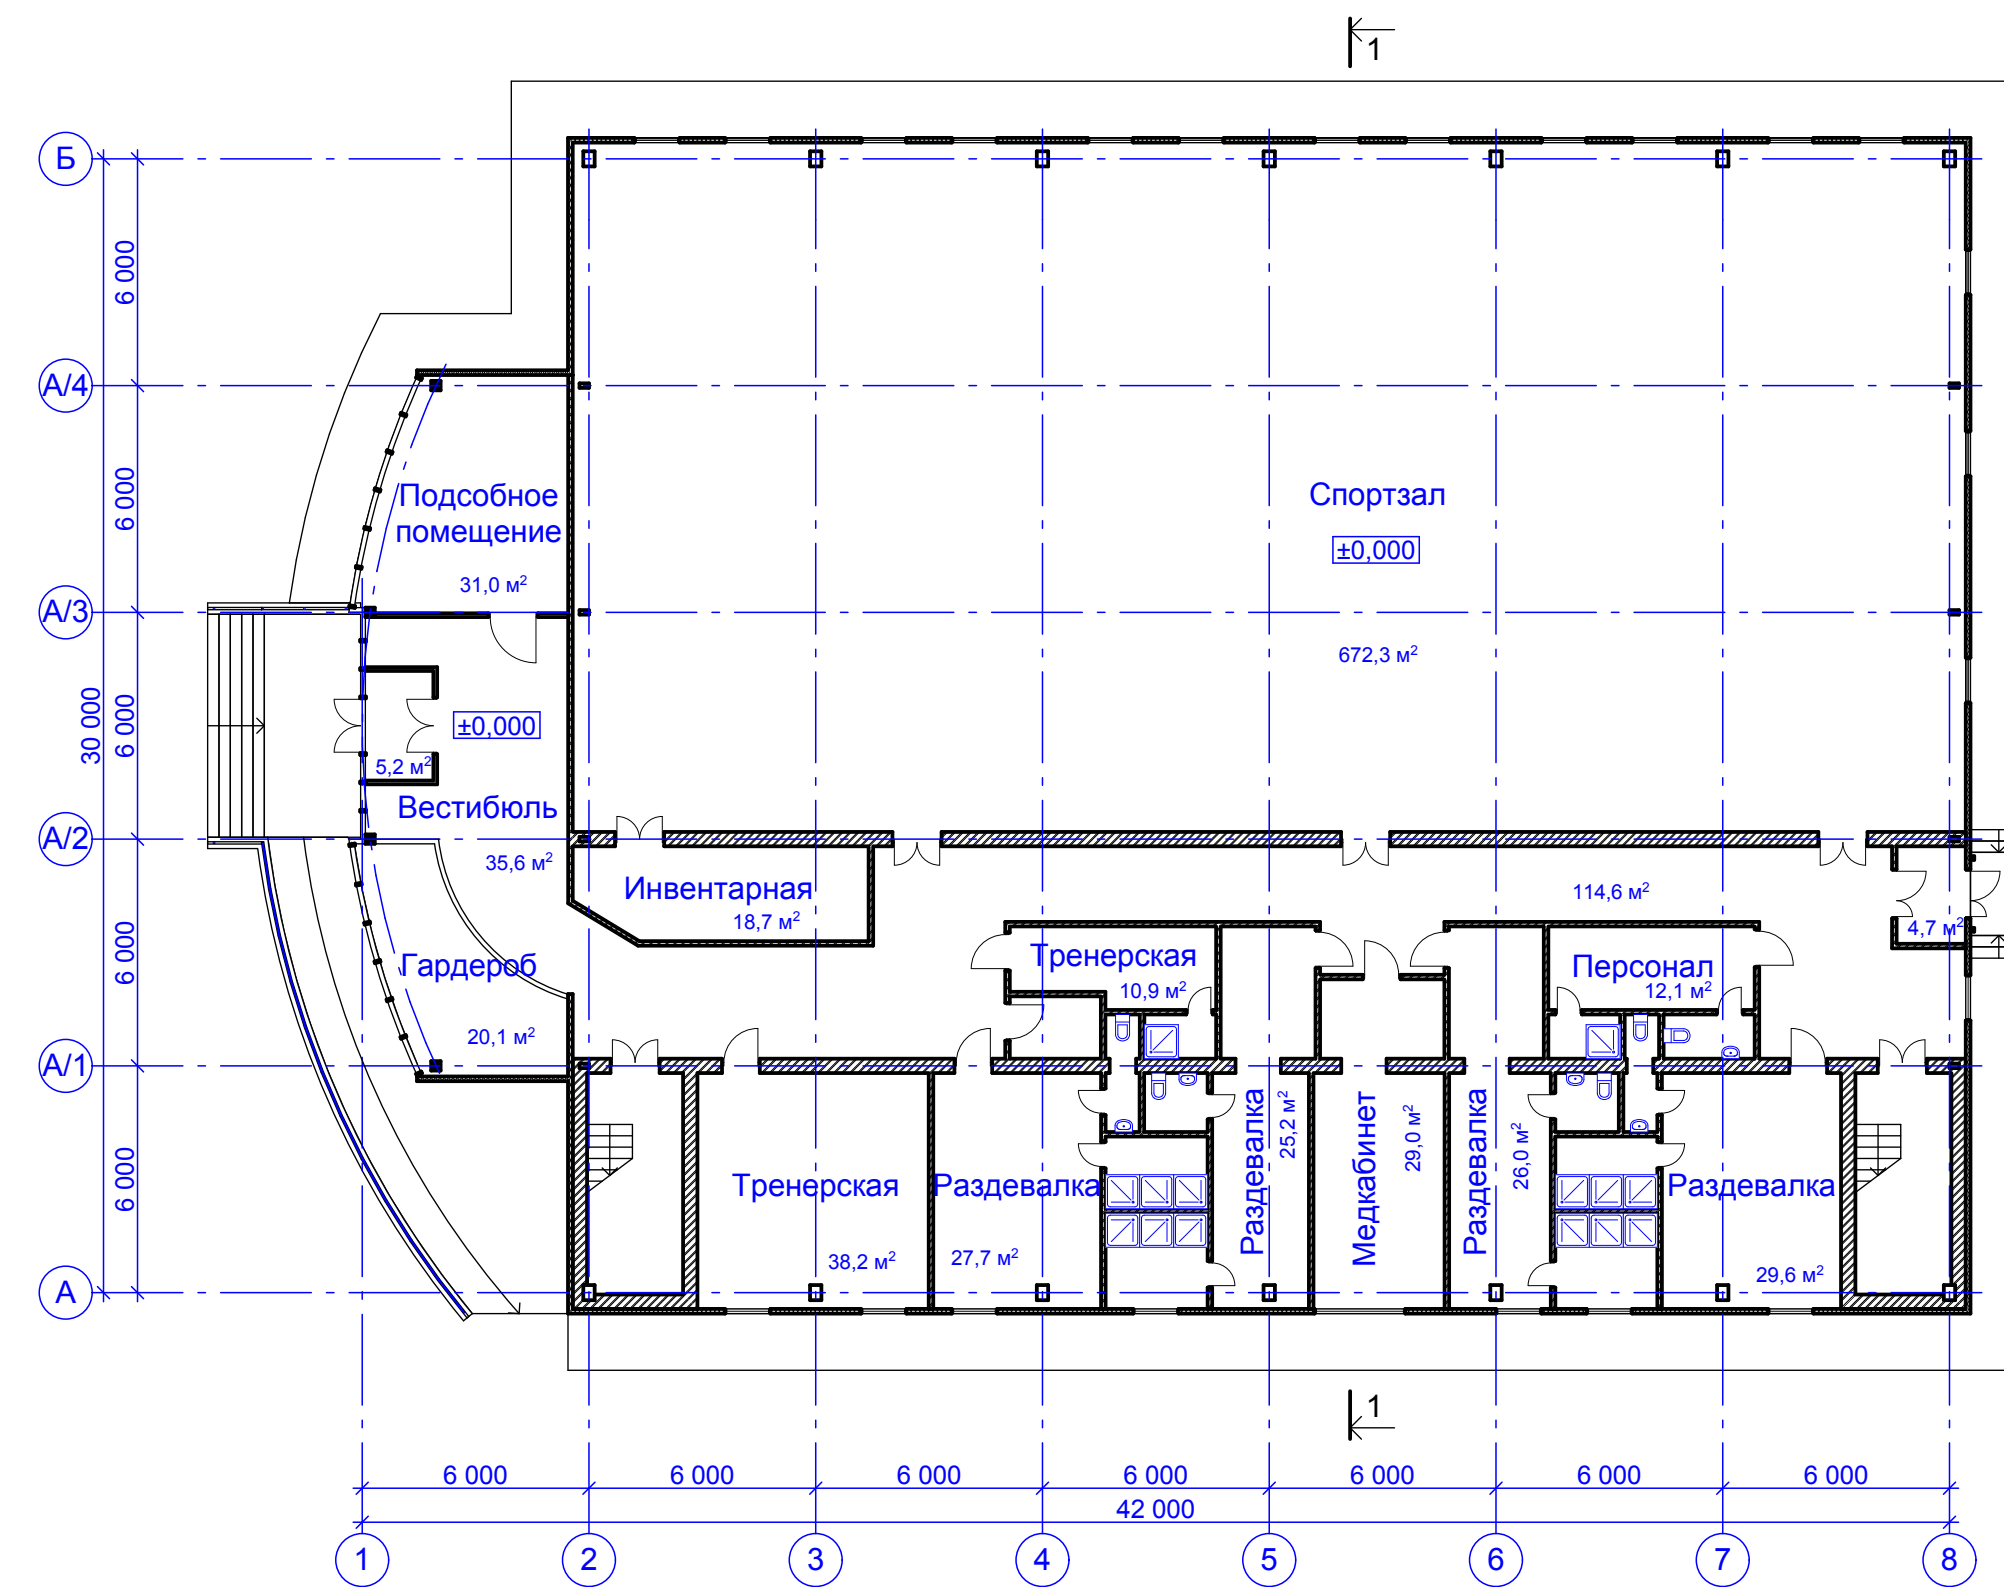 1
Б
6 000
А/4
6 000
Подсобное
помещение
31,0 м²
Спортзал
±0,000
672,3 м²
А/3
30 000
6 000
±0,000
5,2 м²
Вестибюль
35,6 м²
А/2
6 000
Инвентарная
18,7 м²
114,6 м²
4,7 м²
Гардероб
20,1 м²
Тренерская
10,9 м²
Персонал
12,1 м²
А/1
6 000
Тренерская
38,2 м²
Раздевалка
27,7 м²
Раздевалка
25,2 м²
Медкабинет
29,0 м²
Раздевалка
26,0 м²
Раздевалка
29,6 м²
А
1
6 000
6 000
6 000
6 000
6 000
6 000
6 000
42 000
1
2
3
4
5
6
7
8